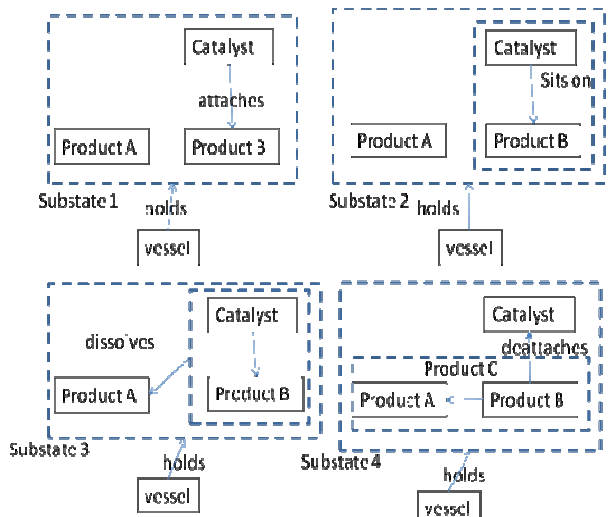 Catalyst
attaches
Product A
Product 3
Substate 1
holds
vessel
Catalyst
Sits on
Product A
Product B
Substate 2
holds
vessel
Catalyst
dissolves
Product A
Product B
Substate 3
holds
vessel
Catalyst
deattaches
Product C
Product A
Product B
Substate 4
holds
vessel